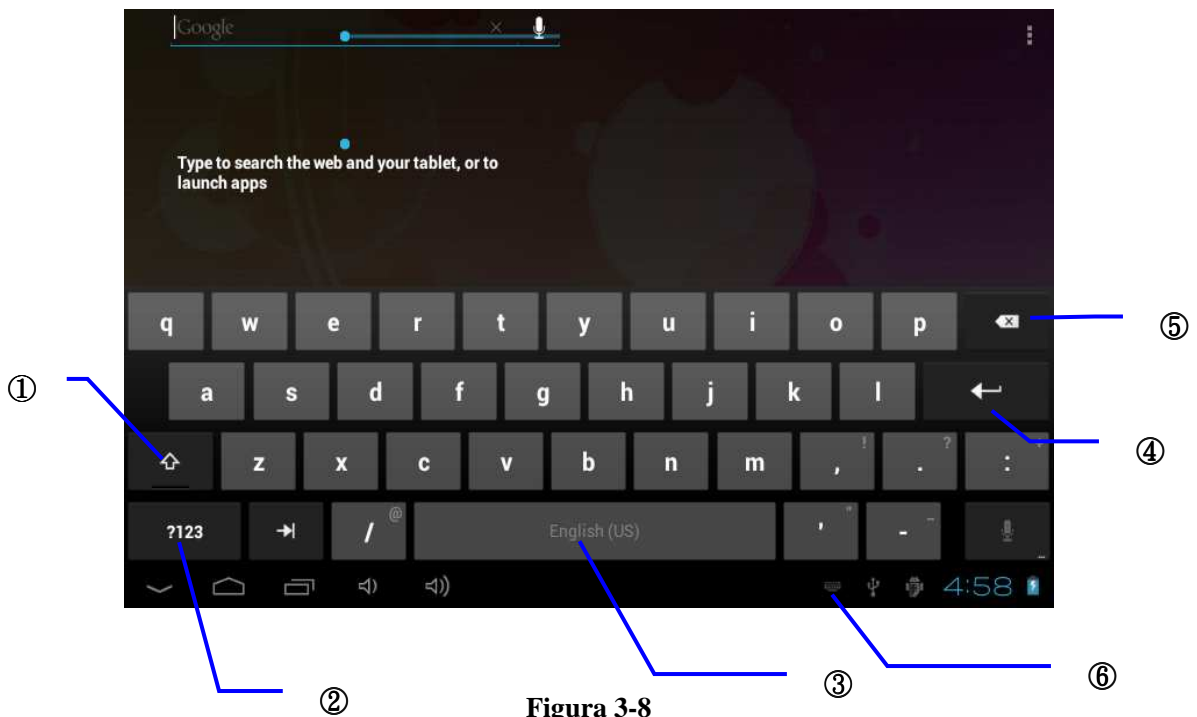 Google
Type to search the web and your tablet, or to
launch apps
q w e r t y u i o p
⑤
①
a s d f g h j k l
④
z x c v b n m , ! . ? :
?123 / @ English (US) ' " - _
4:58
② ③ ⑥
Figura 3-8